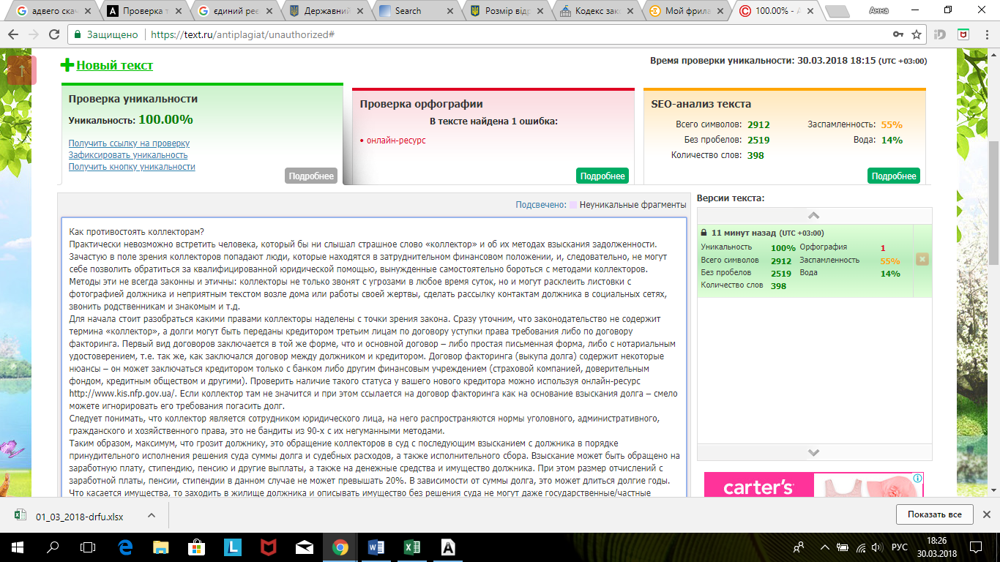 адвего скач
Проверка т
єдиний рее
Державний
Search
Розмір відр
Кодекс зако
Мой фрила
100.00% - А
Анна
Защищено
https://text.ru/antiplagiat/unauthorized#
Новый текст
Время проверки уникальности: 30.03.2018 18:15 (UTC +03:00)
Проверка уникальности
Уникальность: 100.00%
Получить ссылку на проверку
Зафиксировать уникальность
Получить кнопку уникальности
Подробнее
Проверка орфографии
В тексте найдена 1 ошибка:
• онлайн-ресурс
Подробнее
SEO-анализ текста
Всего символов: 2912 Заспамленность: 55%
Без пробелов: 2519 Вода: 14%
Количество слов: 398
Подробнее
Подсвечено: Неуникальные фрагменты
Как противостоять коллекторам?
Практически невозможно встретить человека, который бы ни слышал страшное слово «коллектор» и об их методах взыскания задолженности.
Зачастую в поле зрения коллекторов попадают люди, которые находятся в затруднительном финансовом положении, и, следовательно, не могут
себе позволить обратиться за квалифицированной юридической помощью, вынужденные самостоятельно бороться с методами коллекторов.
Методы эти не всегда законны и этичны: коллекторы не только звонят с угрозами в любое время суток, но и могут расклеить листовки с
фотографией должника и неприятным текстом возле дома или работы своей жертвы, сделать рассылку контактам должника в социальных сетях,
звонить родственникам и знакомым и т.д.
Для начала стоит разобраться какими правами коллекторы наделены с точки зрения закона. Сразу уточним, что законодательство не содержит
термина «коллектор», а долги могут быть переданы кредитором третьим лицам по договору уступки права требования либо по договору
факторинга. Первый вид договоров заключается в той же форме, что и основной договор – либо простая письменная форма, либо с нотариальным
удостоверением, т.е. так же, как заключался договор между должником и кредитором. Договор факторинга (выкупа долга) содержит некоторые
нюансы – он может заключаться кредитором только с банком либо другим финансовым учреждением (страховой компанией, доверительным
фондом, кредитным обществом и другими). Проверить наличие такого статуса у вашего нового кредитора можно используя онлайн-ресурс
http://www.kis.nfp.gov.ua/. Если коллектор там не значится и при этом ссылается на договор факторинга как на основание взыскания долга – смело
можете игнорировать его требования погасить долг.
Следует понимать, что коллектор является сотрудником юридического лица, на него распространяются нормы уголовного, административного,
гражданского и хозяйственного права, это не бандиты из 90-х с их негуманными методами.
Таким образом, максимум, что грозит должнику, это обращение коллекторов в суд с последующим взысканием с должника в порядке
принудительного исполнения решения суда суммы долга и судебных расходов, а также исполнительного сбора. Взыскание может быть обращено на
заработную плату, стипендию, пенсию и другие выплаты, а также на денежные средства и имущество должника. При этом размер отчислений с
заработной платы, пенсии, стипендии в данном случае не может превышать 20%. В зависимости от суммы долга, это может длиться долгие годы.
Что касается имущества, то заходить в жилище должника и описывать имущество без решения суда не могут даже государственные/частные
Версии текста:
11 минут назад (UTC +03:00)
Уникальность 100% Орфография 1
Всего символов 2912 Заспамленность 55%
Без пробелов 2519 Вода 14%
Количество слов 398
carter's
01_03_2018-drfu.xlsx
Показать все
РУС
18:26
30.03.2018